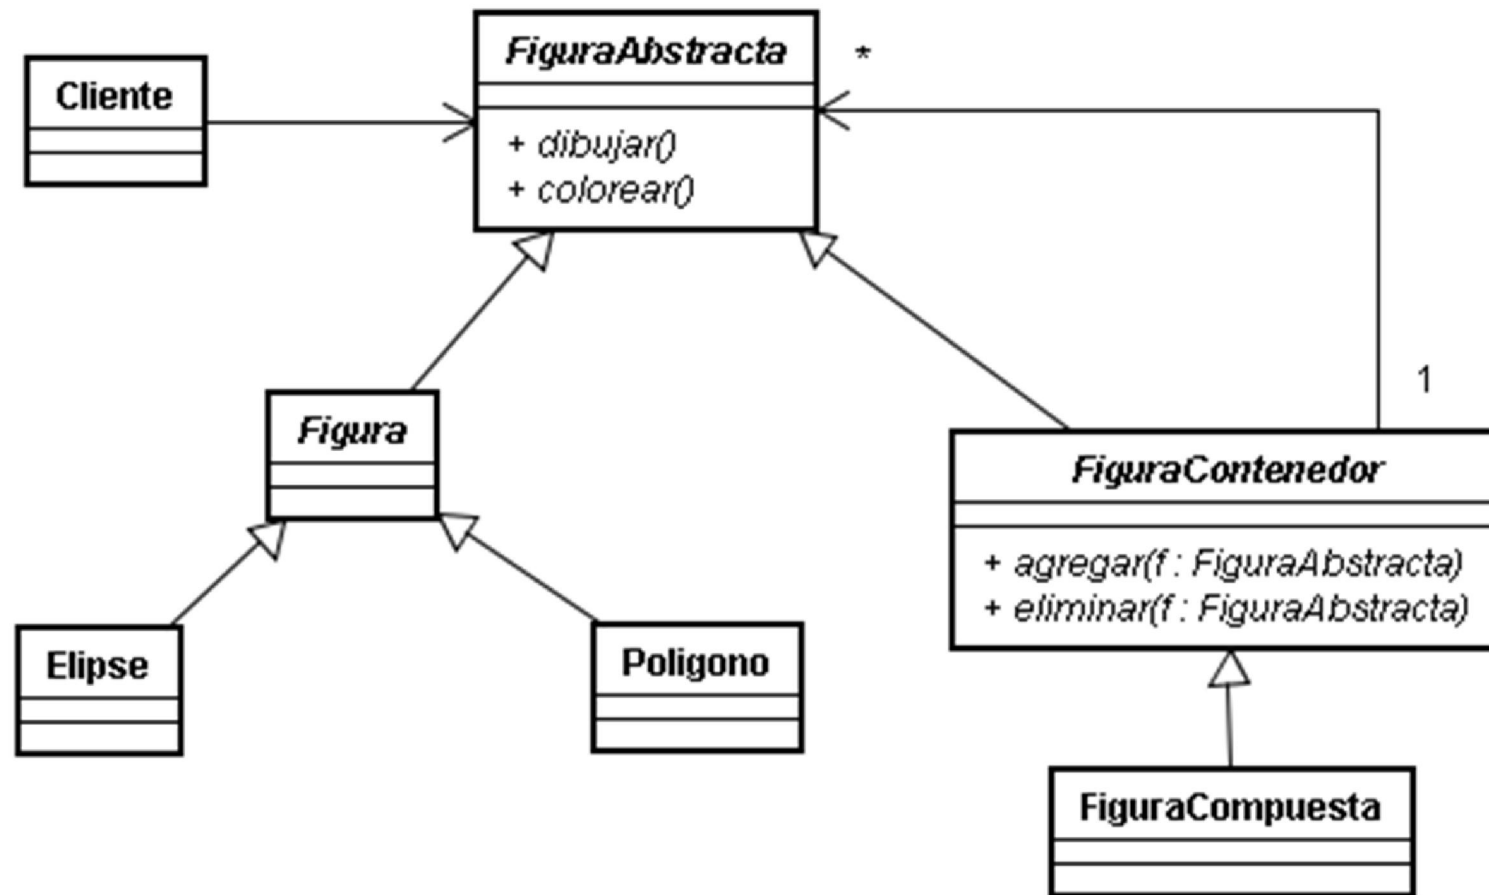 FiguraAbstracta
+ dibujar()
+ colorear()
*
Cliente
1
Figura
FiguraContenedor
+ agregar(f : FiguraAbstracta)
+ eliminar(f : FiguraAbstracta)
Elipse
Poligono
FiguraCompuesta